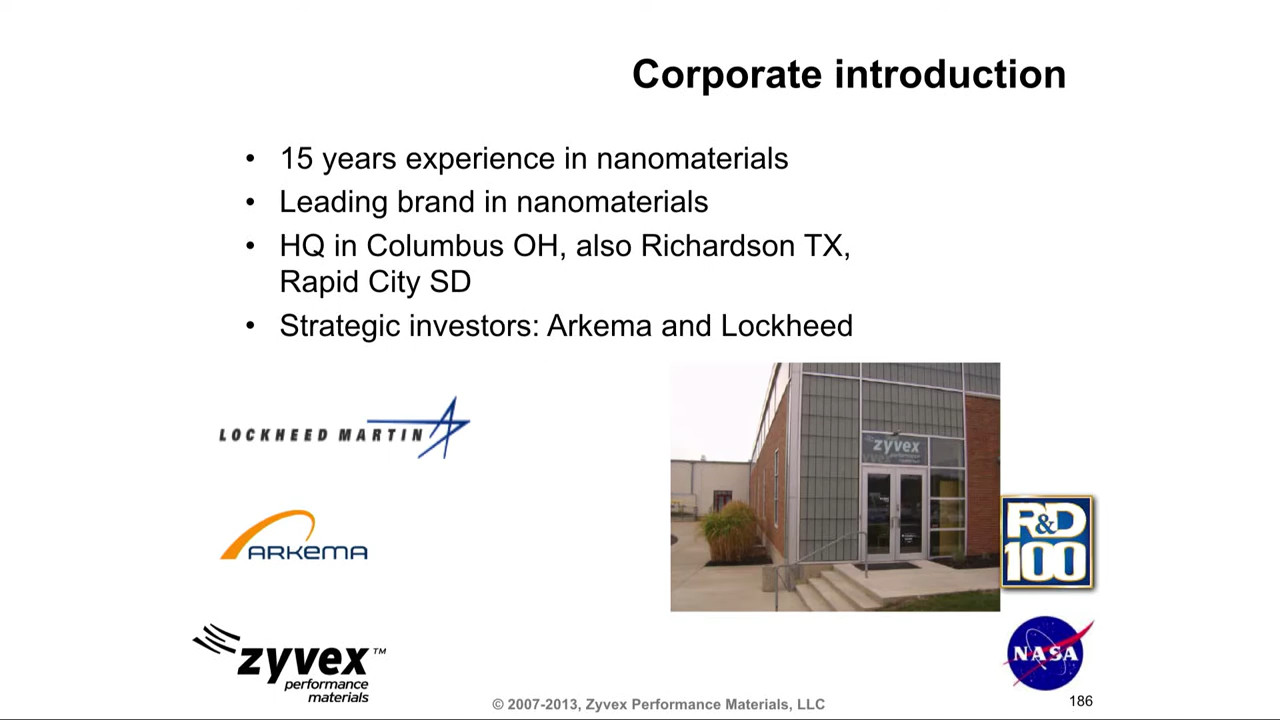 Corporate introduction
• 15 years experience in nanomaterials
• Leading brand in nanomaterials
• HQ in Columbus OH, also Richardson TX,
Rapid City SD
• Strategic investors: Arkema and Lockheed
LOCKHEED MARTIN
zyvex
performance
ARKEMA
R&D
100
zyvex™
performance
materials
NASA
© 2007-2013, Zyvex Performance Materials, LLC
186